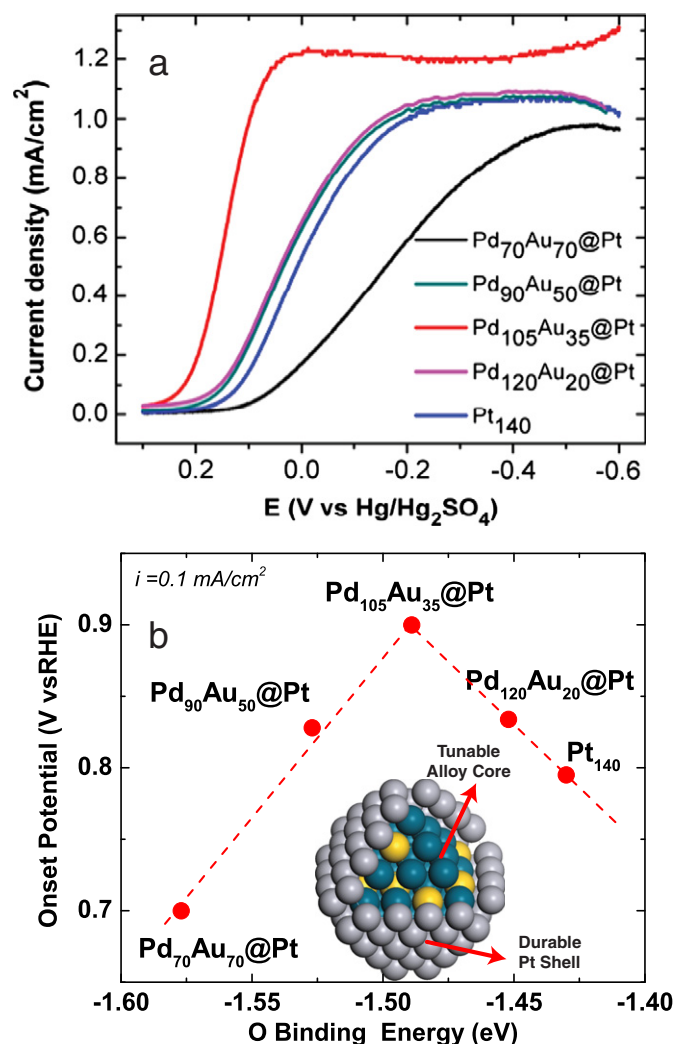 a
1.2
1.0
0.8
0.6
0.4
0.2
0.0
Current density (mA/cm²)
Pd₇₀Au₇₀@Pt
Pd₉₀Au₅₀@Pt
Pd₁₀₅Au₃₅@Pt
Pd₁₂₀Au₂₀@Pt
Pt₁₄₀
0.2 0.0 -0.2 -0.4 -0.6
E (V vs Hg/Hg₂SO₄)
i =0.1 mA/cm²
b
Pd₁₀₅Au₃₅@Pt
Pd₉₀Au₅₀@Pt
Pd₁₂₀Au₂₀@Pt
Pt₁₄₀
Pd₇₀Au₇₀@Pt
Tunable
Alloy Core
Durable
Pt Shell
0.9
0.8
0.7
Onset Potential (V vsRHE)
-1.60 -1.55 -1.50 -1.45 -1.40
O Binding Energy (eV)